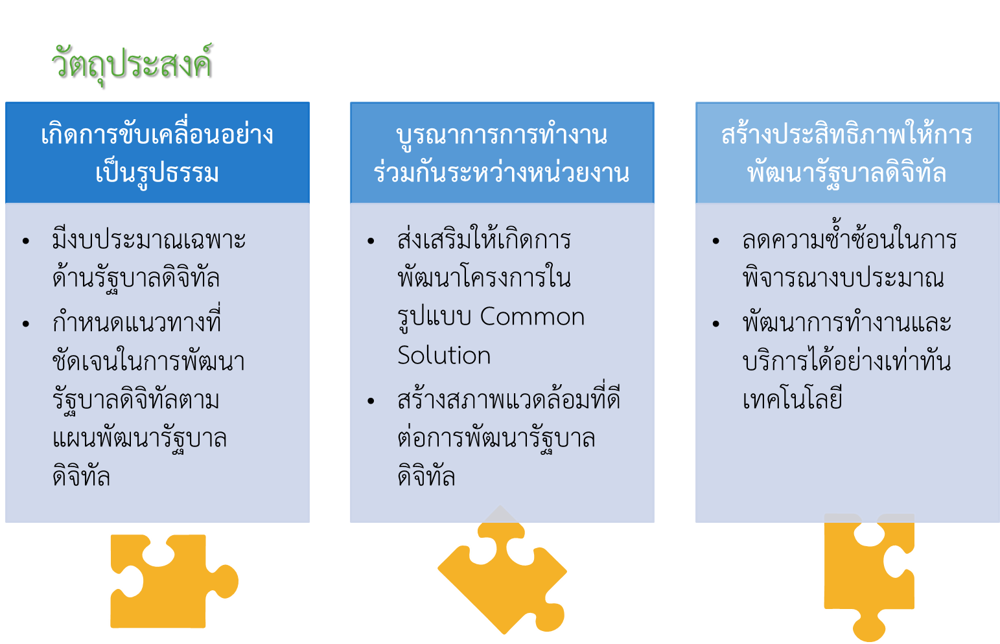 วัตถุประสงค์
เกิดการขับเคลื่อนอย่าง
เป็นรูปธรรม
• มีงบประมาณเฉพาะ
ด้านรัฐบาลดิจิทัล
• กำหนดแนวทางที่
ชัดเจนในการพัฒนา
รัฐบาลดิจิทัลตาม
แผนพัฒนารัฐบาล
ดิจิทัล
บูรณาการการทำงาน
ร่วมกันระหว่างหน่วยงาน
• ส่งเสริมให้เกิดการ
พัฒนาโครงการใน
รูปแบบ Common
Solution
• สร้างสภาพแวดล้อมที่ดี
ต่อการพัฒนารัฐบาล
ดิจิทัล
สร้างประสิทธิภาพให้การ
พัฒนารัฐบาลดิจิทัล
• ลดความซ้ำซ้อนในการ
พิจารณางบประมาณ
• พัฒนาการทำงานและ
บริการได้อย่างเท่าทัน
เทคโนโลยี